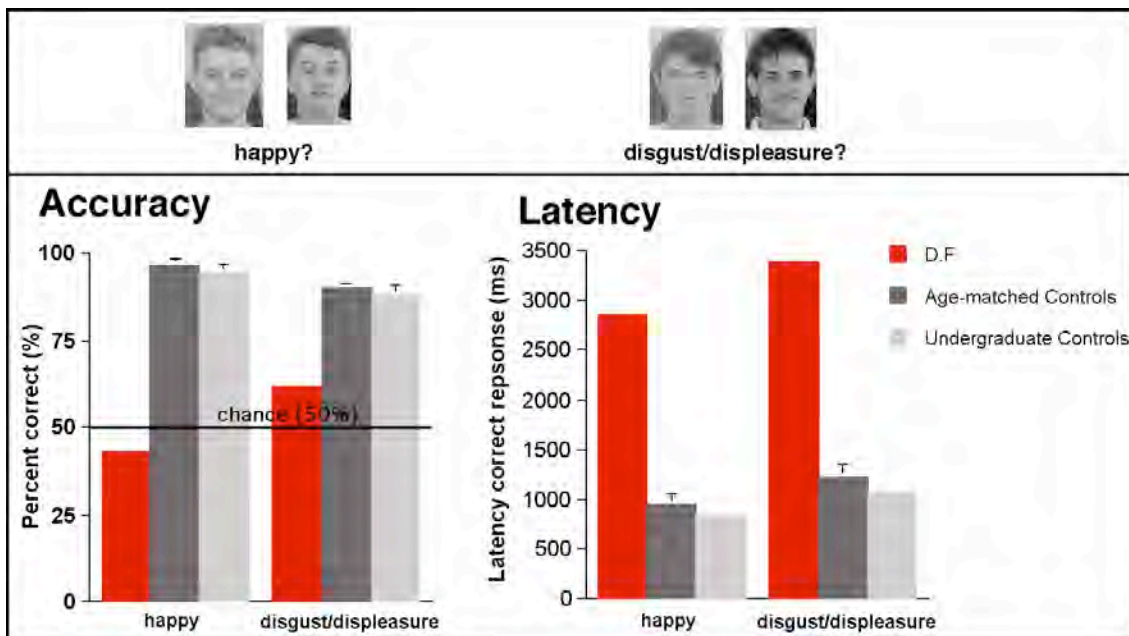 happy?
disgust/displeasure?
Accuracy
Percent correct (%)
100
75
50
25
0
chance (50%)
happy
disgust/displeasure
Latency
Latency correct repsonse (ms)
3500
3000
2500
2000
1500
1000
500
0
happy
disgust/displeasure
D.F
Age-matched Controls
Undergraduate Controls